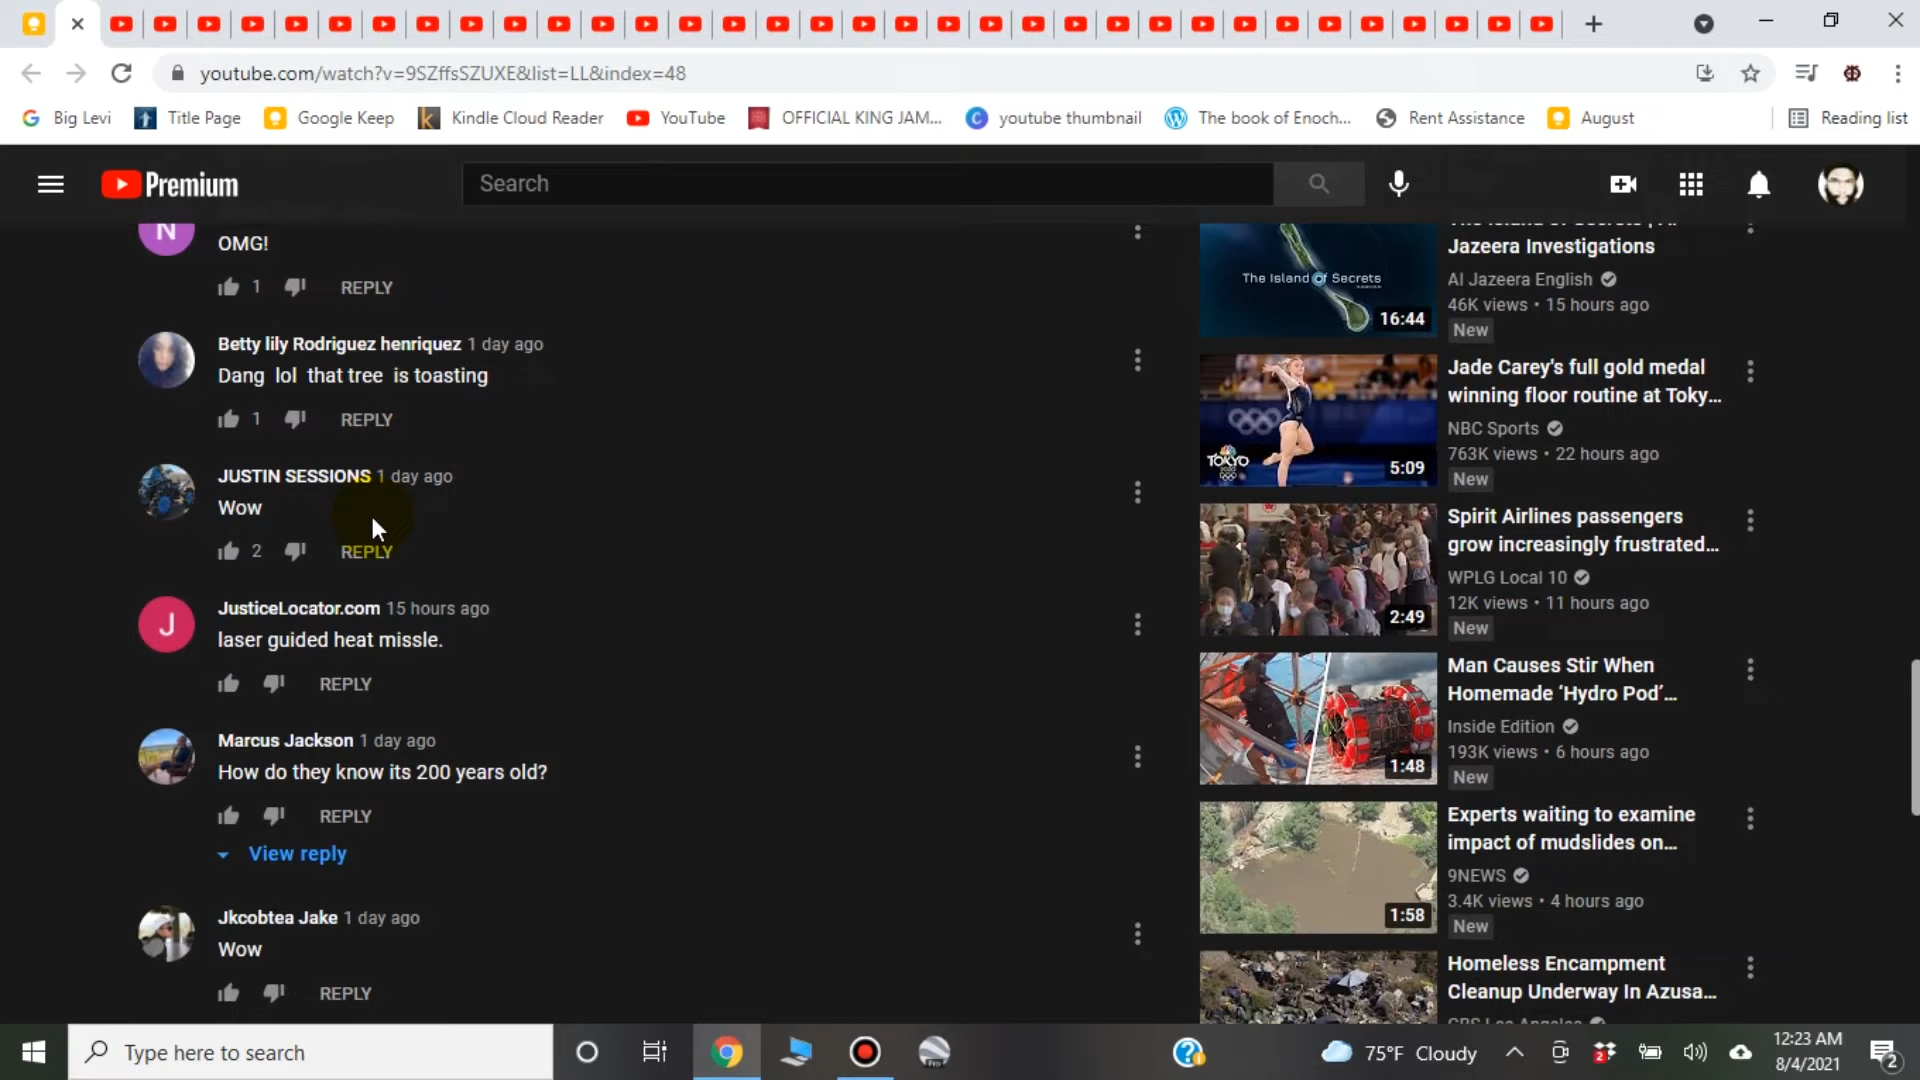 youtube.com/watch?v=9SZffsSZUXE&list=LL&index=48
Big Levi
Title Page
Google Keep
Kindle Cloud Reader
YouTube
OFFICIAL KING JAM...
youtube thumbnail
The book of Enoch...
Rent Assistance
August
Reading list
Premium
Search
N
OMG!
1
REPLY
Betty lily Rodriguez henriquez 1 day ago
Dang lol that tree is toasting
1
REPLY
JUSTIN SESSIONS 1 day ago
Wow
2
REPLY
J
JusticeLocator.com 15 hours ago
laser guided heat missle.
REPLY
Marcus Jackson 1 day ago
How do they know its 200 years old?
REPLY
View reply
Jkcobtea Jake 1 day ago
Wow
REPLY
The Island of Secrets
16:44
The Island of Secrets | Al
Jazeera Investigations
Al Jazeera English
46K views • 15 hours ago
New
TOKYO
5:09
Jade Carey's full gold medal
winning floor routine at Toky...
NBC Sports
763K views • 22 hours ago
New
2:49
Spirit Airlines passengers
grow increasingly frustrated...
WPLG Local 10
12K views • 11 hours ago
New
1:48
Man Causes Stir When
Homemade ‘Hydro Pod’...
Inside Edition
193K views • 6 hours ago
New
1:58
Experts waiting to examine
impact of mudslides on...
9NEWS
3.4K views • 4 hours ago
New
Homeless Encampment
Cleanup Underway In Azusa...
CBS Los Angeles
Type here to search
75°F Cloudy
2
12:23 AM
8/4/2021
2